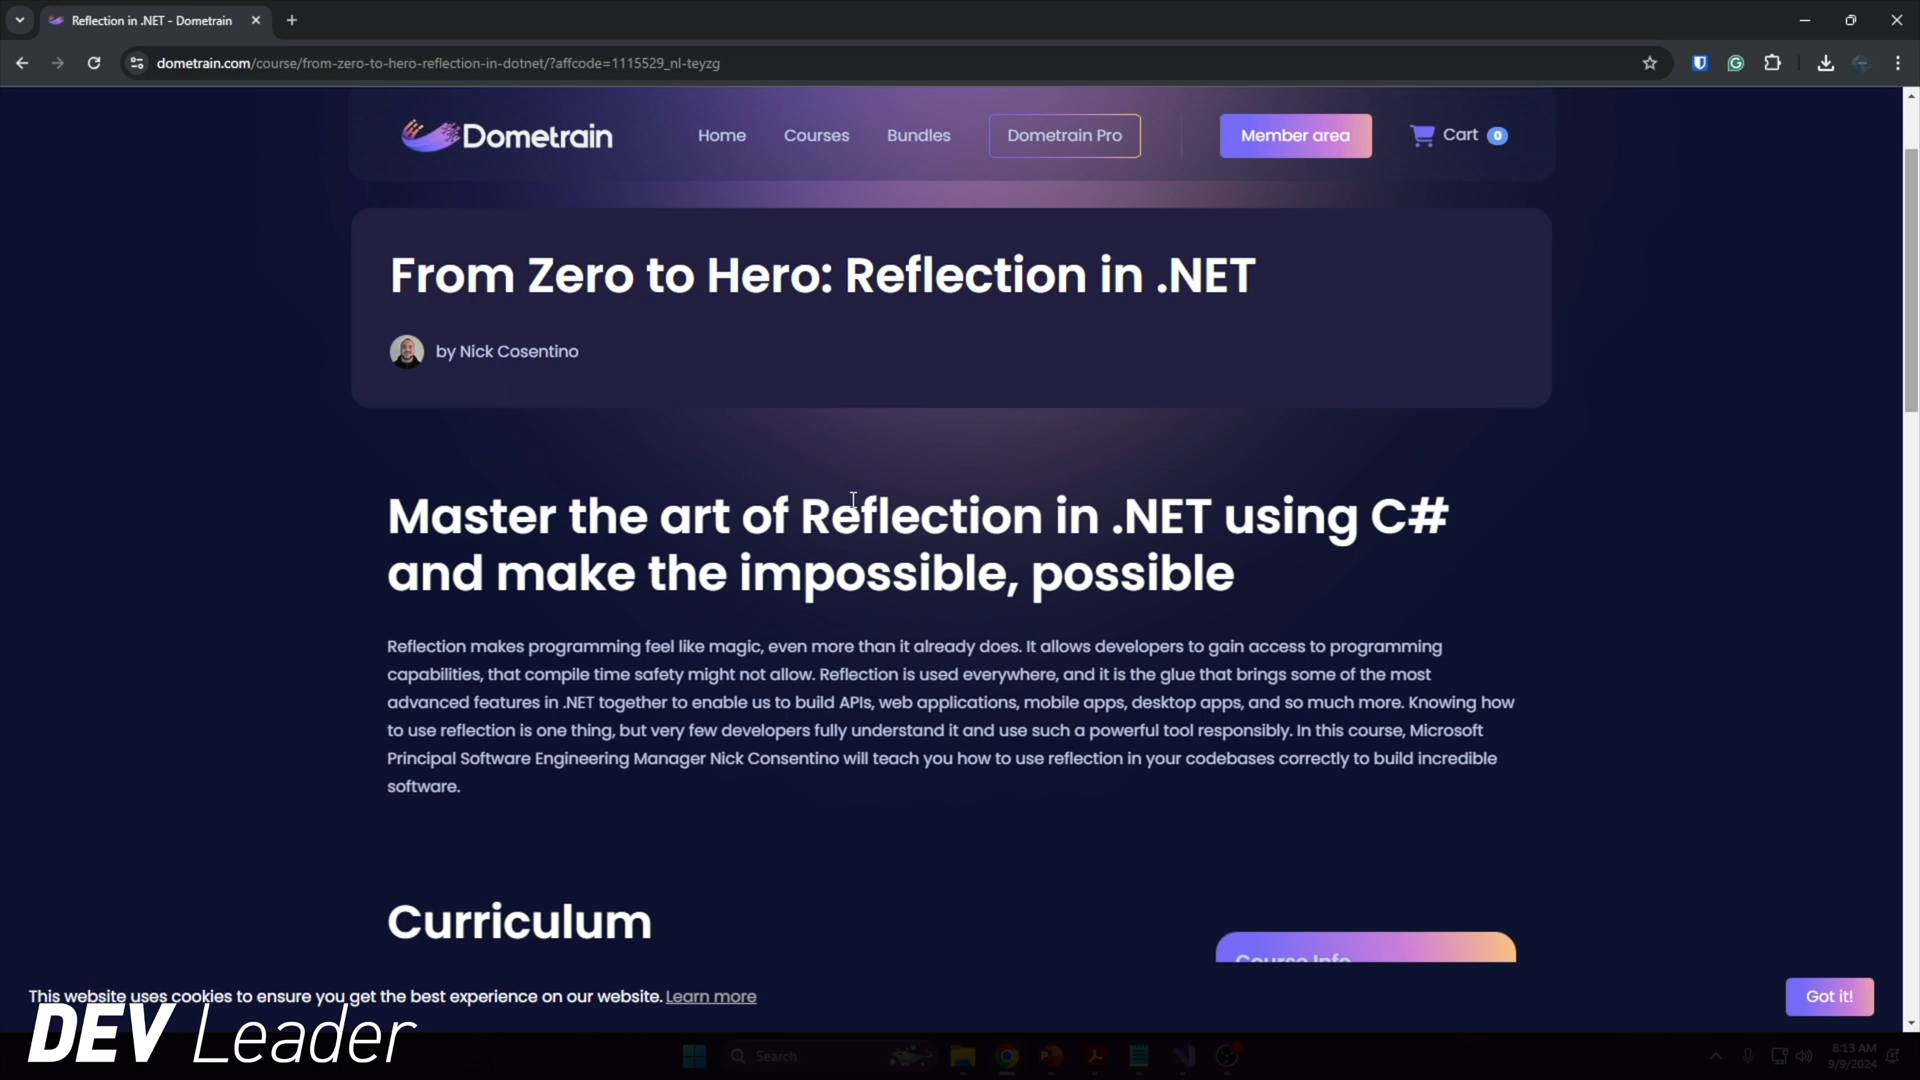 Reflection in .NET - Dometrain
dometrain.com/course/from-zero-to-hero-reflection-in-dotnet/?affcode=1115529_nl-teyzg
Dometrain
Home
Courses
Bundles
Dometrain Pro
Member area
Cart 0
From Zero to Hero: Reflection in .NET
by Nick Cosentino
Master the art of Reflection in .NET using C#
and make the impossible, possible
Reflection makes programming feel like magic, even more than it already does. It allows developers to gain access to programming
capabilities, that compile time safety might not allow. Reflection is used everywhere, and it is the glue that brings some of the most
advanced features in .NET together to enable us to build APIs, web applications, mobile apps, desktop apps, and so much more. Knowing how
to use reflection is one thing, but very few developers fully understand it and use such a powerful tool responsibly. In this course, Microsoft
Principal Software Engineering Manager Nick Consentino will teach you how to use reflection in your codebases correctly to build incredible
software.
Curriculum
Course Info
This website uses cookies to ensure you get the best experience on our website. Learn more
Got it!
DEV Leader
Search
8:13 AM
9/9/2024